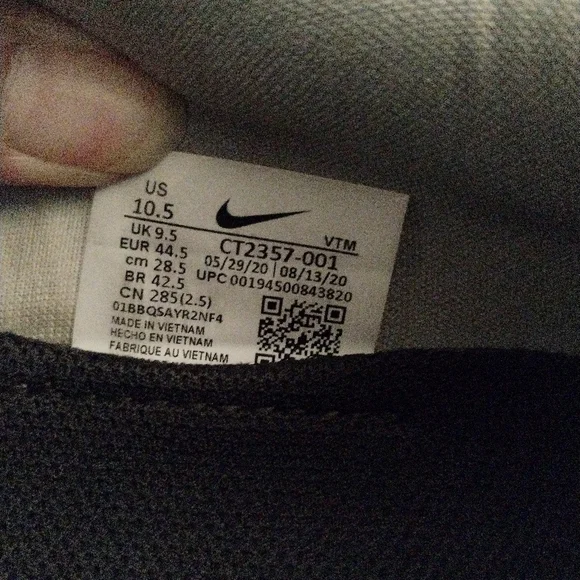 US
10.5
VTM
UK 9.5
CT2357-001
EUR 44.5
05/29/20 | 08/13/20
cm 28.5
UPC 00194500843820
BR 42.5
CN 285(2.5)
01BBQSAYR2NF4
MADE IN VIETNAM
HECHO EN VIETNAM
FABRIQUE AU VIETNAM